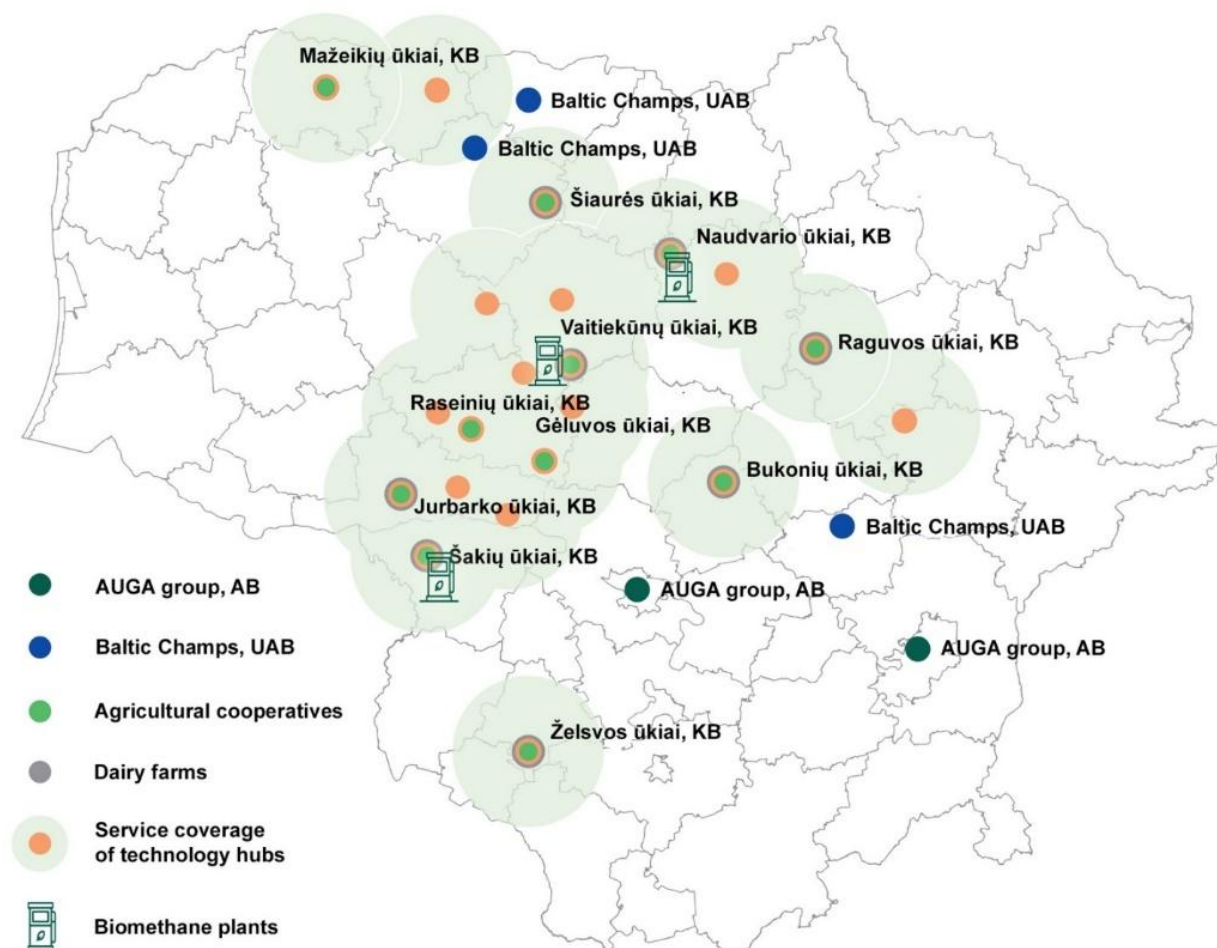 Mažeikių ūkiai, KB
Baltic Champs, UAB
Baltic Champs, UAB
Šiaurės ūkiai, KB
Naudvario ūkiai, KB
Vaitiekūnų ūkiai, KB
Raguvos ūkiai, KB
Raseinių ūkiai, KB
Gėluvos ūkiai, KB
Bukonių ūkiai, KB
Jurbarko ūkiai, KB
Baltic Champs, UAB
Šakių ūkiai, KB
AUGA group, AB
AUGA group, AB
Želsvos ūkiai, KB
AUGA group, AB
Baltic Champs, UAB
Agricultural cooperatives
Dairy farms
Service coverage
of technology hubs
Biomethane plants